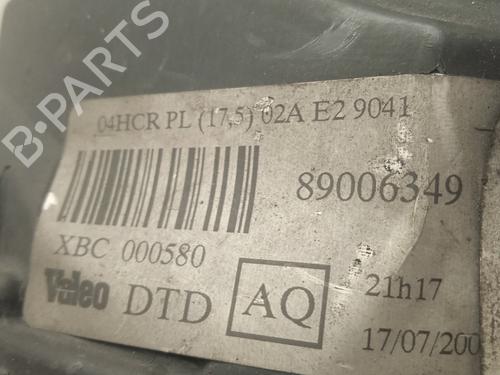 B-PARTS
04HCR PL (17,5) 02A E2 9041
89006349
XBC 000580
Valeo DTD AQ
21h17
17/07/200